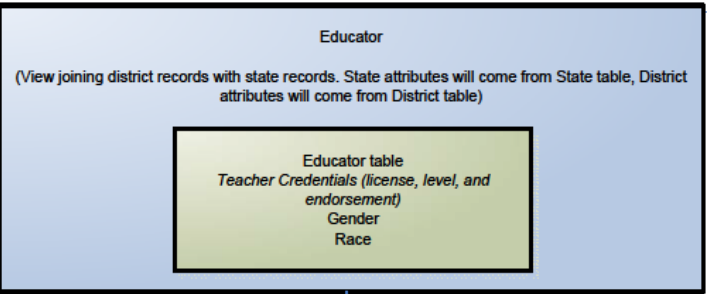 Educator
(View joining district records with state records. State attributes will come from State table, District
attributes will come from District table)
Educator table
Teacher Credentials (license, level, and
endorsement)
Gender
Race